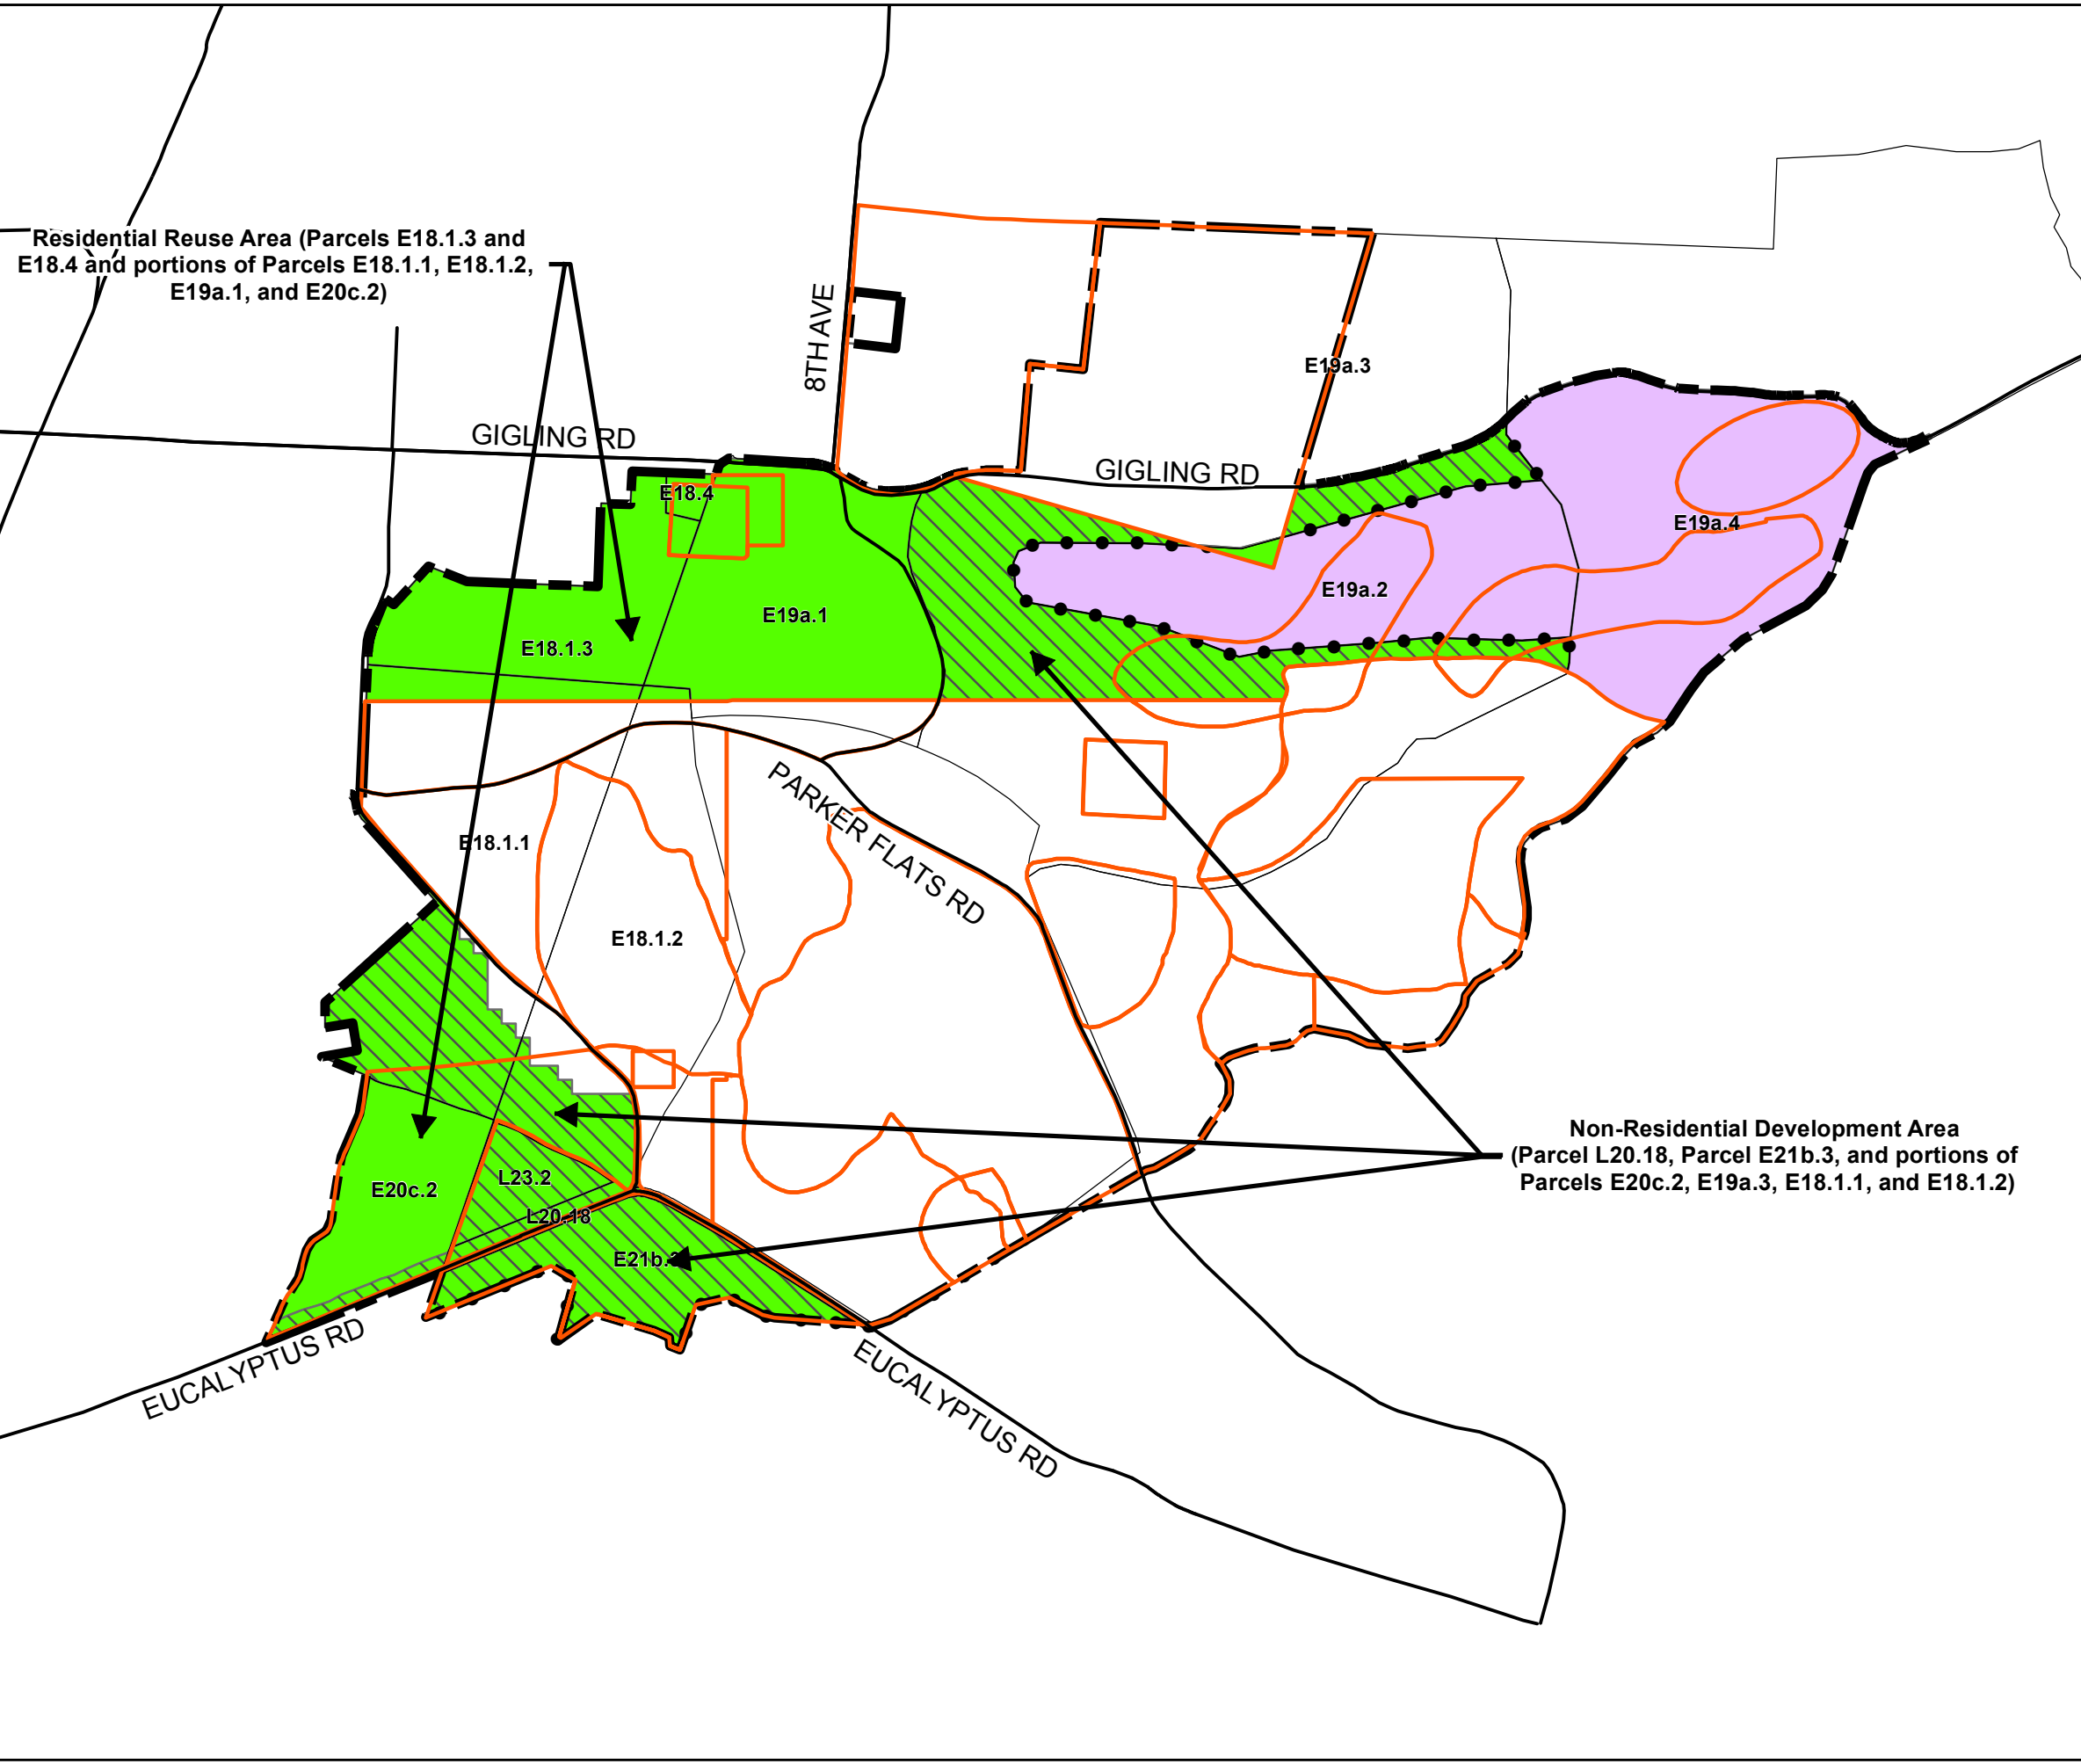 Residential Reuse Area (Parcels E18.1.3 and
E18.4 and portions of Parcels E18.1.1, E18.1.2,
E19a.1, and E20c.2)
8TH AVE
E19a.3
GIGLING RD
GIGLING RD
E18.4
E19a.4
E19a.2
E19a.1
E18.1.3
PARKER FLATS RD
E18.1.1
E18.1.2
Non-Residential Development Area
(Parcel L20.18, Parcel E21b.3, and portions of
Parcels E20c.2, E19a.3, E18.1.1, and E18.1.2)
L23.2
E20c.2
L20.18
E21b.3
EUCALYPTUS RD
EUCALYPTUS RD